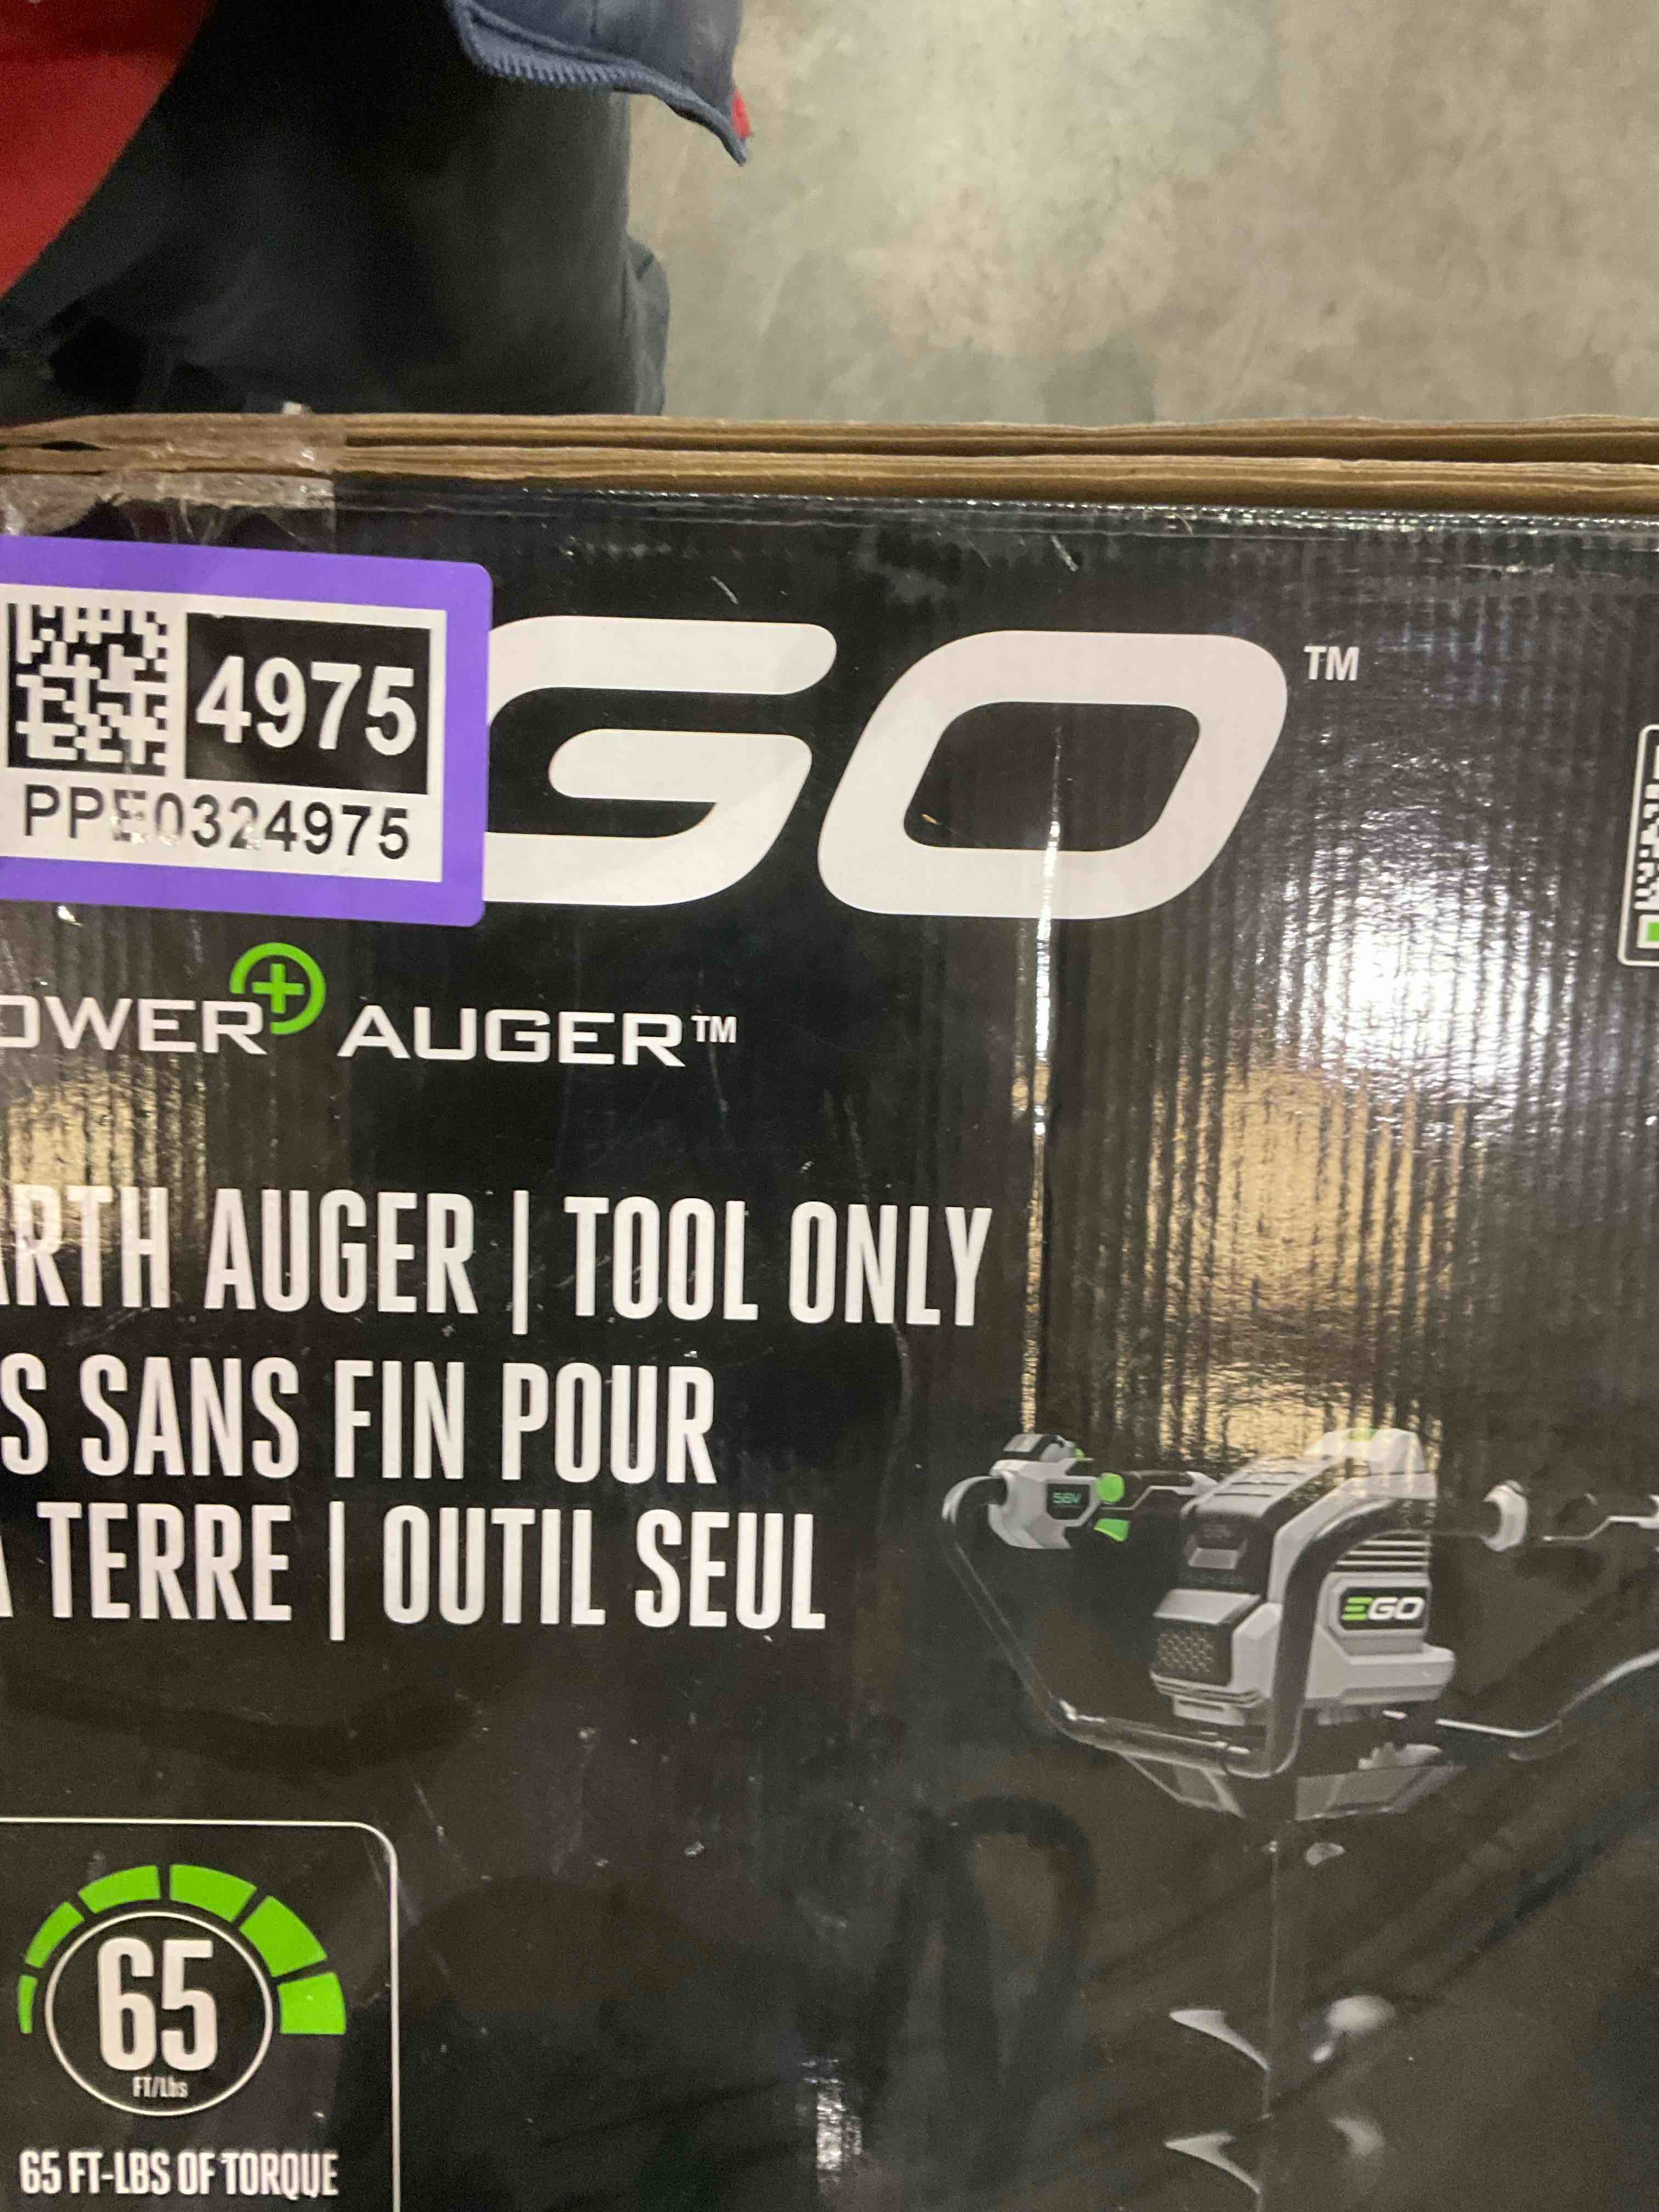 4975
PPE0324975
GO™
OWER+ AUGER™
ARTH AUGER | TOOL ONLY
S SANS FIN POUR
TERRE | OUTIL SEUL
56V
EGO
65
FT/Lbs
65 FT-LBS OF TORQUE